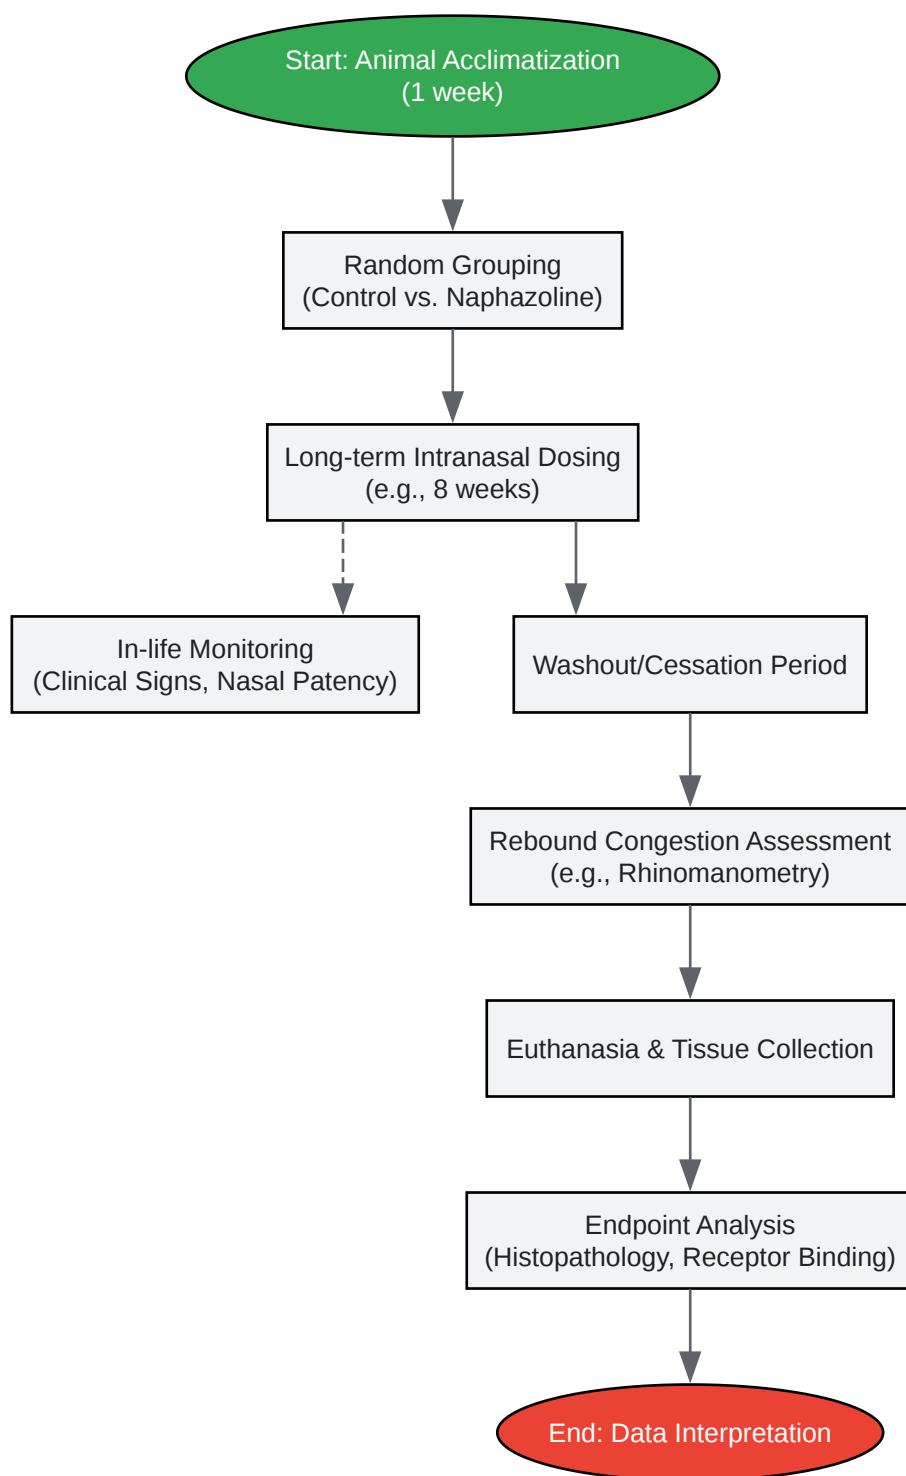 Start: Animal Acclimatization
(1 week)
Random Grouping
(Control vs. Naphazoline)
Long-term Intranasal Dosing
(e.g., 8 weeks)
In-life Monitoring
(Clinical Signs, Nasal Patency)
Washout/Cessation Period
Rebound Congestion Assessment
(e.g., Rhinomanometry)
Euthanasia & Tissue Collection
Endpoint Analysis
(Histopathology, Receptor Binding)
End: Data Interpretation